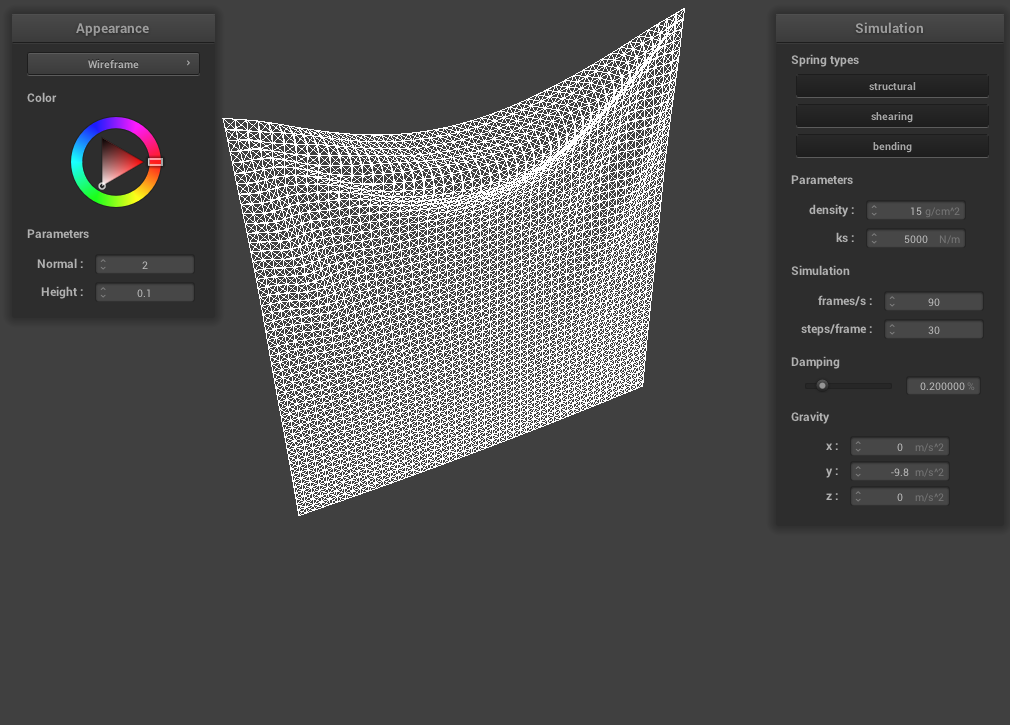 Appearance
Wireframe ›
Color
Parameters
Normal : 2
Height : 0.1
Simulation
Spring types
structural
shearing
bending
Parameters
density : 15 g/cm^2
ks : 5000 N/m
Simulation
frames/s : 90
steps/frame : 30
Damping
0.200000 %
Gravity
x : 0 m/s^2
y : -9.8 m/s^2
z : 0 m/s^2